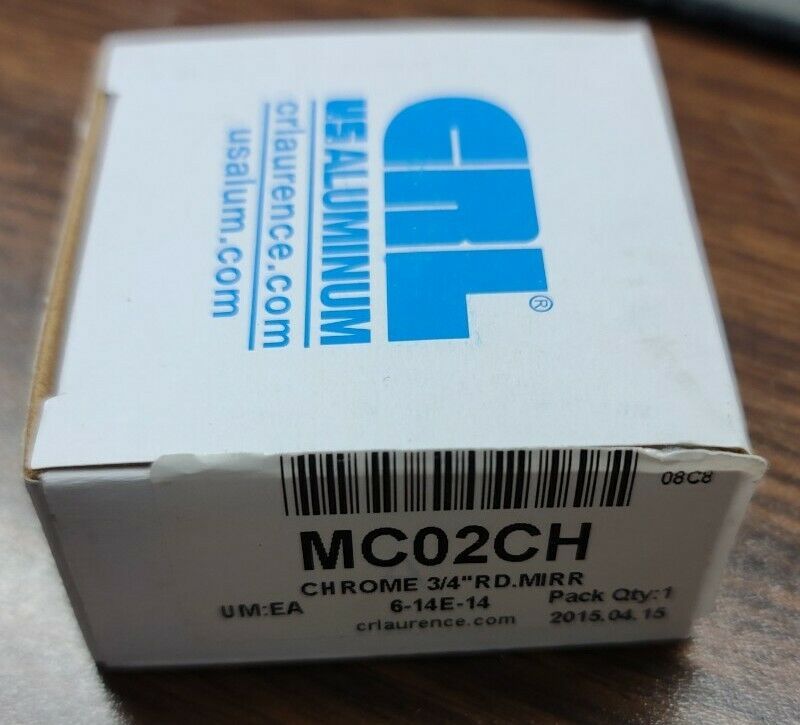 CRL®
U.S. ALUMINUM
crlaurence.com
usalum.com
08C8
MC02CH
CHROME 3/4"RD.MIRR
UM:EA 6-14E-14 Pack Qty:1
crlaurence.com 2015.04.15